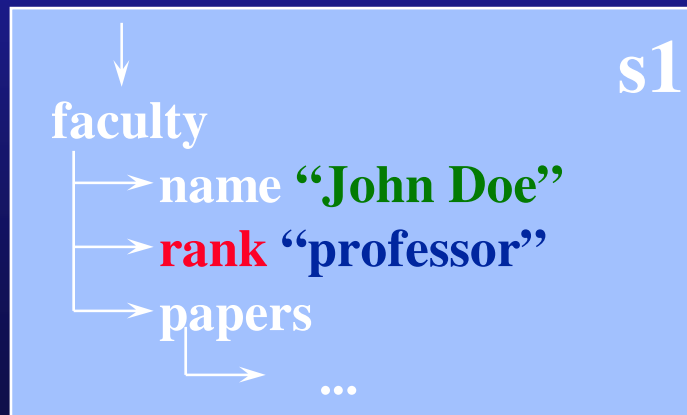 s1
faculty
name “John Doe”
rank “professor”
papers
...